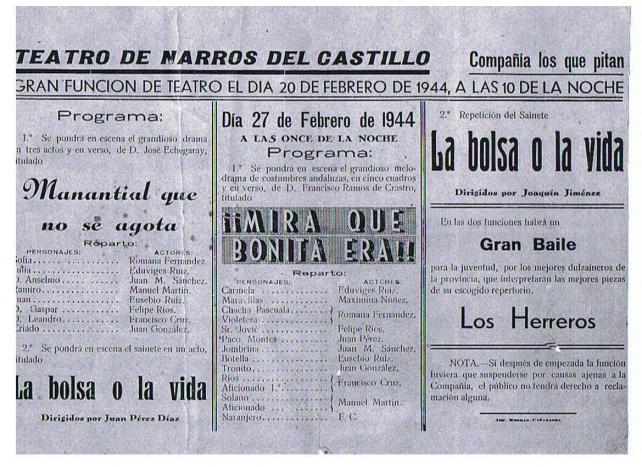 TEATRO DE NARROS DEL CASTILLO
Compañía los que pitan
GRAN FUNCION DE TEATRO EL DIA 20 DE FEBRERO DE 1944, A LAS 10 DE LA NOCHE
Programa:
1.º Se pondrá en escena el grandioso drama
en tres actos y en verso, de D. José Echegaray,
titulado
Manantial que
no se agota
Reparto:
PERSONAJES: ACTORES:
Sofía Romana Fernández.
Julia Eduviges Ruiz.
D. Anselmo Juan M. Sánchez.
Ramiro Manuel Martín.
Juan Eusebio Ruiz.
D. Gaspar Felipe Ríos.
D. Leandro Francisco Cruz.
Criado Juan González.
2.º Se pondrá en escena el sainete en un acto,
titulado
La bolsa o la vida
Dirigidos por Juan Pérez Díaz
Día 27 de Febrero de 1944
A LAS ONCE DE LA NOCHE
Programa:
1.º Se pondrá en escena el grandioso melo-
drama de costumbres andaluzas, en cinco cuadros
y en verso, de D. Francisco Ramos de Castro,
titulado
¡¡MIRA QUE
BONITA ERA!!
Reparto:
PERSONAJES: ACTORES:
Carmela Eduviges Ruiz.
Maravillas Maximina Núñez.
Chacha Pascuala
Violetera Romana Fernández.
Sr. Jovié Felipe Ríos.
Paco Montes Juan Pérez.
Jombrina Juan M. Sánchez,
Botella Eusebio Ruiz.
Tronito Juan González.
Ríos
Aficionado 1.º Francisco Cruz,
Solano
Aficionado Manuel Martín.
Naranjero F. C.
2.º Repetición del Sainete
La bolsa o la vida
Dirigidos por Joaquín Jiménez
En las dos funciones habrá un
Gran Baile
para la juventud, por los mejores dulzaineros de
la provincia, que interpretarán las mejores piezas
de su escogido repertorio.
Los Herreros
NOTA.—Si después de empezada la función
tuviera que suspenderse por causas ajenas a la
Compañía, el público no tendrá derecho a recla-
mación alguna.